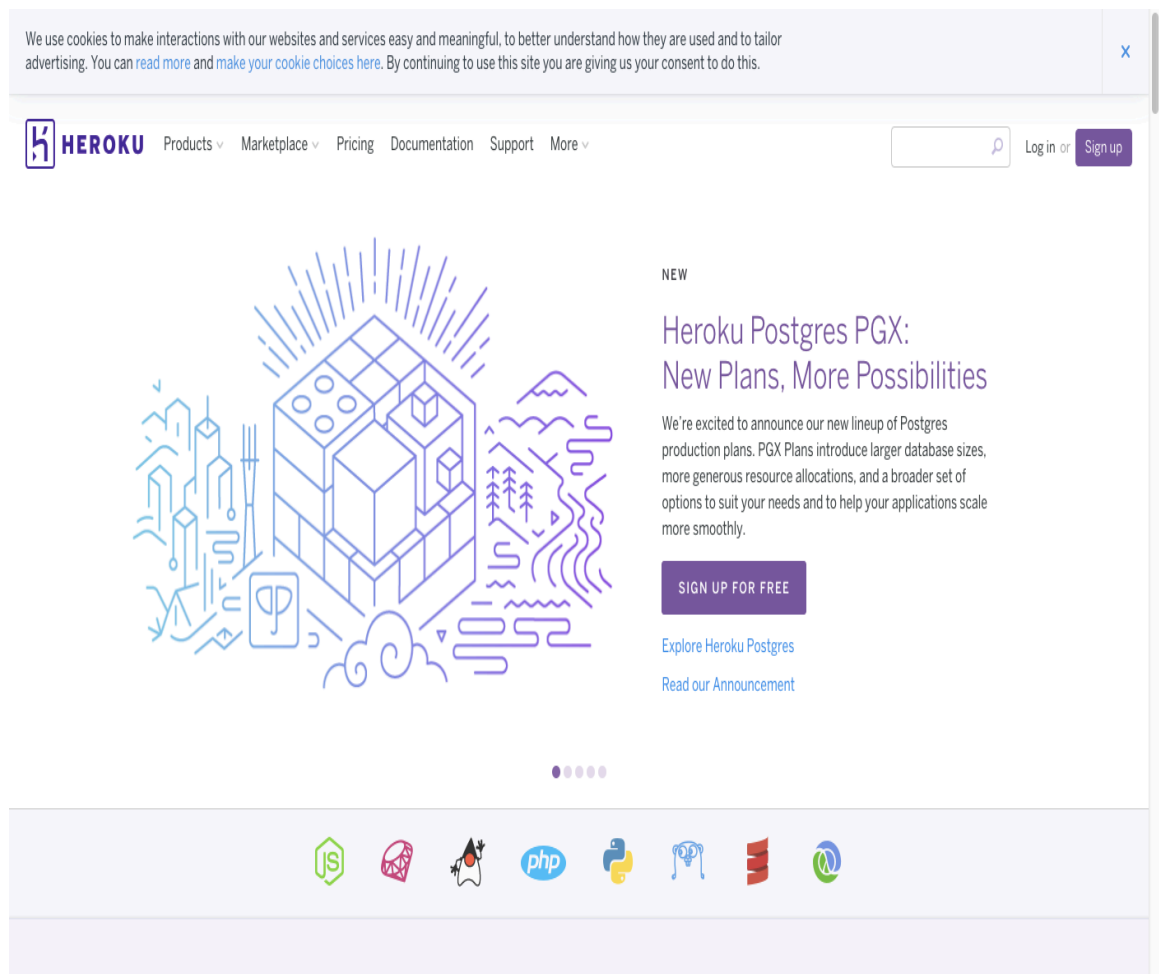 We use cookies to make interactions with our websites and services easy and meaningful, to better understand how they are used and to tailor
advertising. You can read more and make your cookie choices here. By continuing to use this site you are giving us your consent to do this.
x
HEROKU Products Marketplace Pricing Documentation Support More Log in or Sign up
NEW
Heroku Postgres PGX:
New Plans, More Possibilities
We're excited to announce our new lineup of Postgres
production plans. PGX Plans introduce larger database sizes,
more generous resource allocations, and a broader set of
options to suit your needs and to help your applications scale
more smoothly.
SIGN UP FOR FREE
Explore Heroku Postgres
Read our Announcement
JS
php